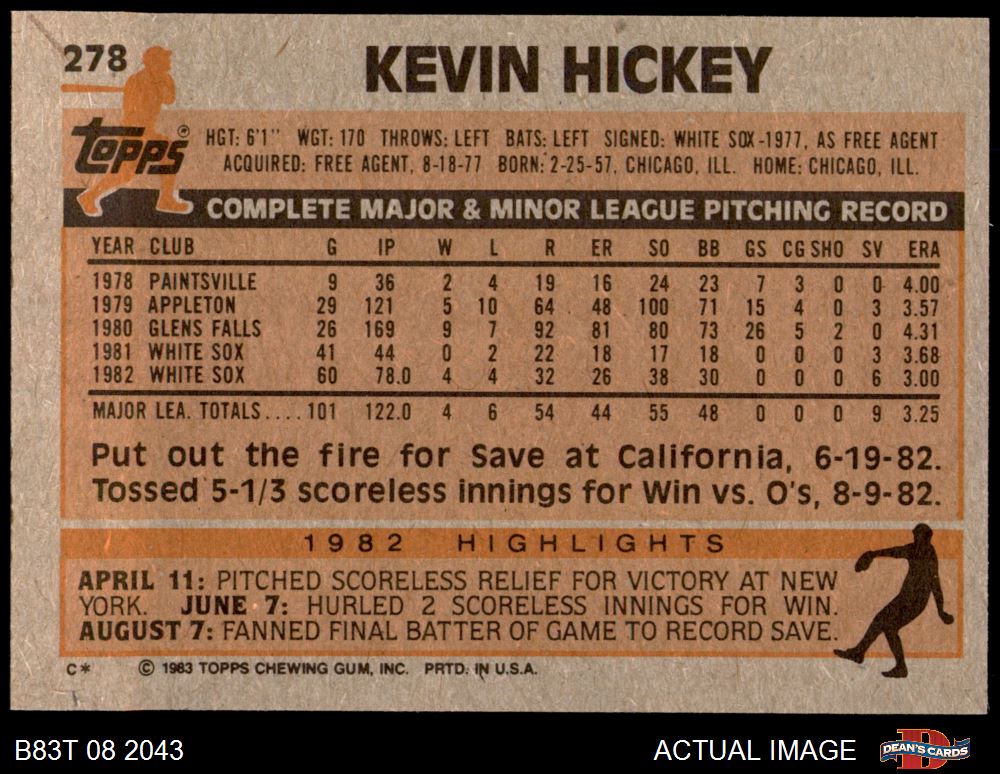 278 KEVIN HICKEY
Topps ®
HGT: 6'1" WGT: 170 THROWS: LEFT BATS: LEFT SIGNED: WHITE SOX-1977, AS FREE AGENT
ACQUIRED: FREE AGENT, 8-18-77 BORN: 2-25-57, CHICAGO, ILL. HOME: CHICAGO, ILL.
COMPLETE MAJOR & MINOR LEAGUE PITCHING RECORD
YEAR CLUB G IP W L R ER SO BB GS CG SHO SV ERA
1978 PAINTSVILLE 9 36 2 4 19 16 24 23 7 3 0 0 4.00
1979 APPLETON 29 121 5 10 64 48 100 71 15 4 0 3 3.57
1980 GLENS FALLS 26 169 9 7 92 81 80 73 26 5 2 0 4.31
1981 WHITE SOX 41 44 0 2 22 18 17 18 0 0 0 3 3.68
1982 WHITE SOX 60 78.0 4 4 32 26 38 30 0 0 0 6 3.00
MAJOR LEA. TOTALS....101 122.0 4 6 54 44 55 48 0 0 0 9 3.25
Put out the fire for Save at California, 6-19-82.
Tossed 5-1/3 scoreless innings for Win vs. O's, 8-9-82.
1982 HIGHLIGHTS
APRIL 11: PITCHED SCORELESS RELIEF FOR VICTORY AT NEW
YORK. JUNE 7: HURLED 2 SCORELESS INNINGS FOR WIN.
AUGUST 7: FANNED FINAL BATTER OF GAME TO RECORD SAVE.
C* © 1983 TOPPS CHEWING GUM, INC. PRTD. IN U.S.A.
B83T 08 2043 ACTUAL IMAGE DEAN'S CARDS